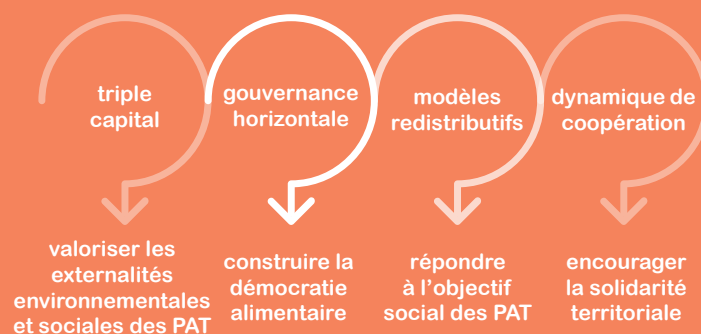 triple
capital
gouvernance
horizontale
modèles
redistributifs
dynamique de
coopération
valoriser les
externalités
environnementales
et sociales des PAT
construire la
démocratie
alimentaire
répondre
à l’objectif
social des PAT
encourager
la solidarité
territoriale